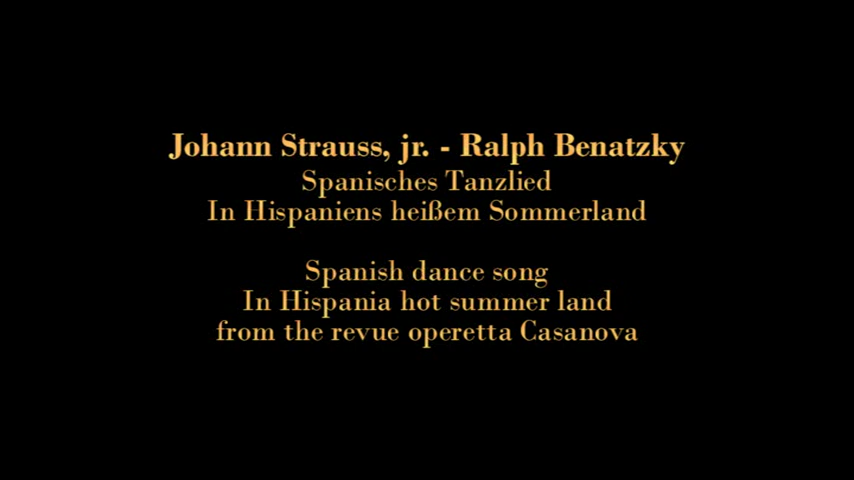 Johann Strauss, jr. - Ralph Benatzky
Spanisches Tanzlied
In Hispaniens heißem Sommerland
Spanish dance song
In Hispania hot summer land
from the revue operetta Casanova